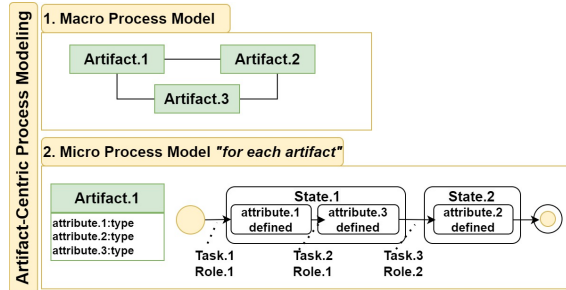 Artifact-Centric Process Modeling
1. Macro Process Model
Artifact.1
Artifact.2
Artifact.3
2. Micro Process Model "for each artifact"
Artifact.1
attribute.1:type
attribute.2:type
attribute.3:type
State.1
attribute.1
defined
attribute.3
defined
State.2
attribute.2
defined
Task.1
Role.1
Task.2
Role.1
Task.3
Role.2